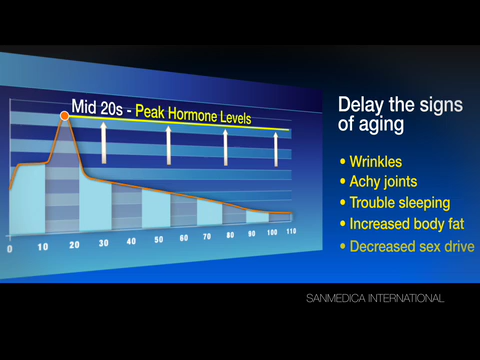 Mid 20s - Peak Hormone Levels
0 10 20 30 40 50 60 70 80 90 100 110
Delay the signs
of aging
• Wrinkles
• Achy joints
• Trouble sleeping
• Increased body fat
• Decreased sex drive
SANMEDICA INTERNATIONAL